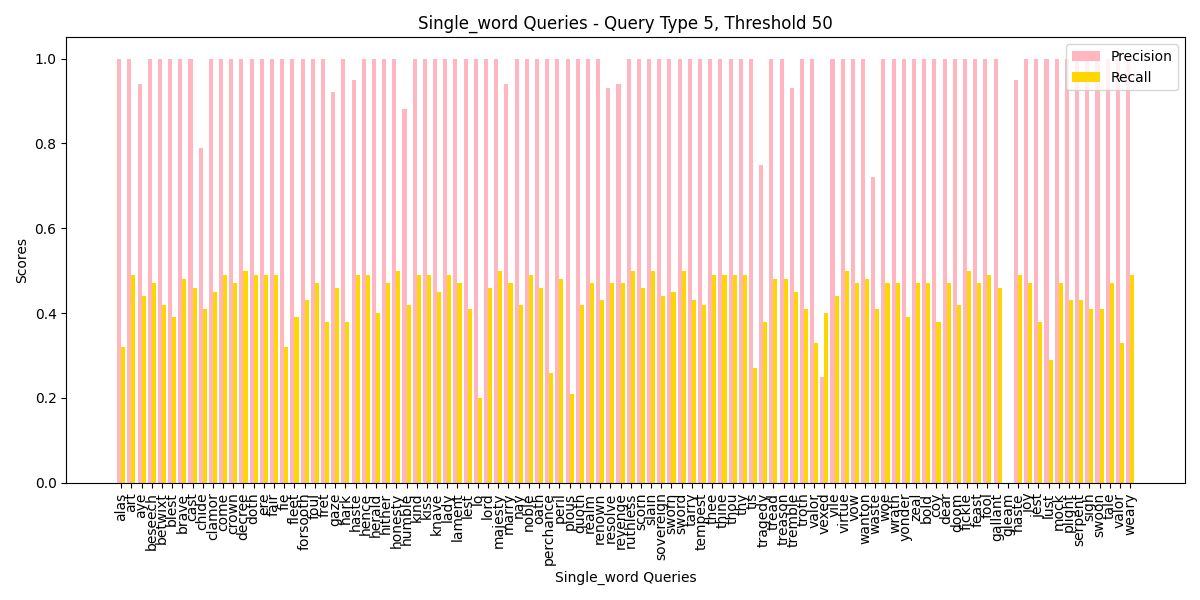 Single_word Queries - Query Type 5, Threshold 50
Precision
Recall
Scores
1.0
0.8
0.6
0.4
0.2
0.0
alas
art
aye
beseech
betwixt
blest
brave
cast
chide
clamor
come
crown
decree
doth
ere
fair
fie
fleet
forsooth
foul
fret
gaze
hark
haste
hence
herald
hither
honesty
humble
kind
kiss
knave
lady
lament
lest
lo
lord
majesty
marry
nay
noble
oath
perchance
peril
pious
quoth
realm
renown
resolve
revenge
ruthless
scorn
slain
sovereign
sworn
sword
tarry
tempest
thee
thine
thou
thy
tis
tragedy
tread
treason
tremble
troth
valor
vexed
vile
virtue
vow
wanton
waste
woe
wrath
yonder
zeal
bold
coy
dear
doom
fickle
feast
fool
gallant
gleam
haste
joy
jest
lust
mock
plight
serpent
sigh
swoon
tale
vain
weary
Single_word Queries